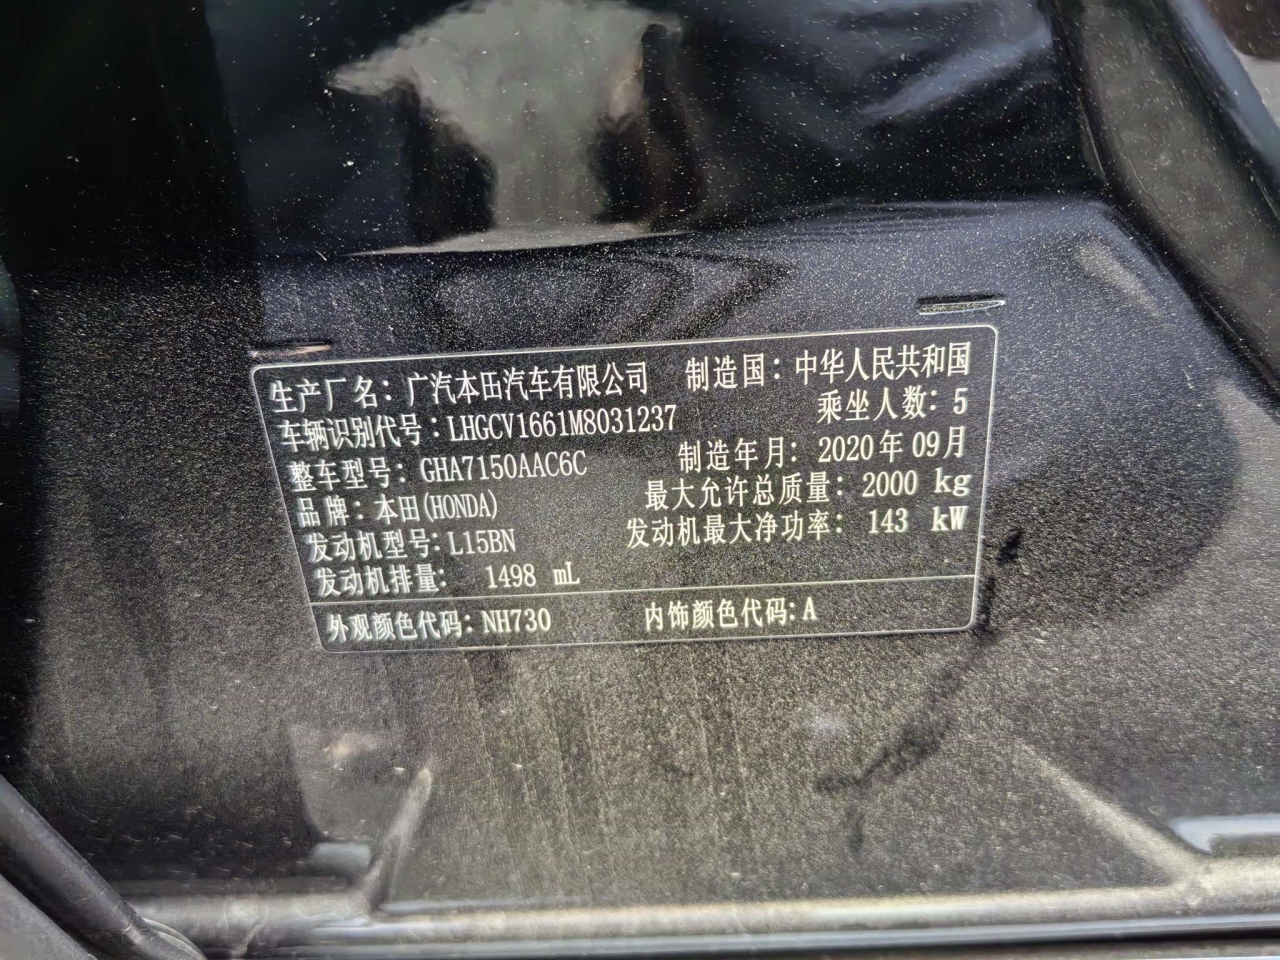 生产厂名：广汽本田汽车有限公司 制造国：中华人民共和国
车辆识别代号：LHGCV1661M8031237 乘坐人数：5
整车型号：GHA7150AAC6C 制造年月：2020年09月
品牌：本田(HONDA) 最大允许总质量：2000 kg
发动机型号：L15BN 发动机最大净功率：143 kW
发动机排量： 1498 mL
外观颜色代码：NH730 内饰颜色代码：A